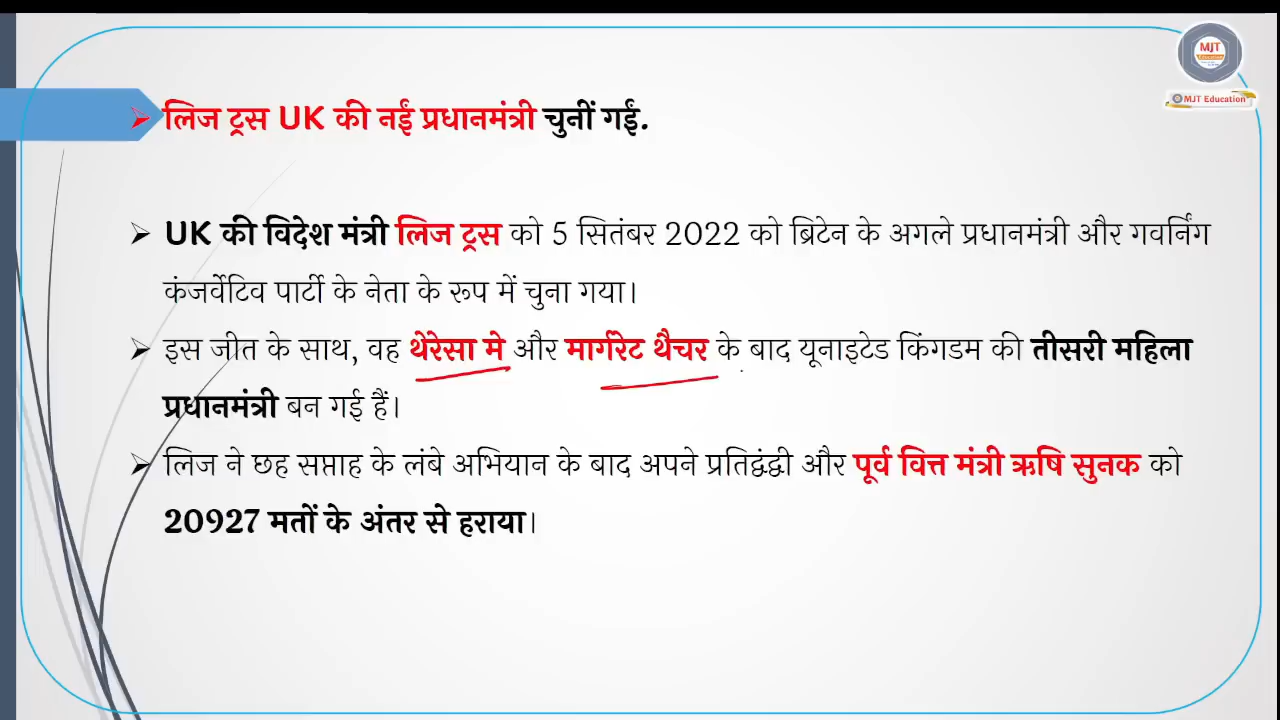 MJT
Education
MJT Education
लिज ट्रस UK की नई प्रधानमंत्री चुनीं गईं.
UK की विदेश मंत्री लिज ट्रस को 5 सितंबर 2022 को ब्रिटेन के अगले प्रधानमंत्री और गवर्निंग
कंजर्वेटिव पार्टी के नेता के रूप में चुना गया।
इस जीत के साथ, वह थेरेसा मे और मार्गरेट थैचर के बाद यूनाइटेड किंगडम की तीसरी महिला
प्रधानमंत्री बन गई हैं।
लिज ने छह सप्ताह के लंबे अभियान के बाद अपने प्रतिद्वंद्वी और पूर्व वित्त मंत्री ऋषि सुनक को
20927 मतों के अंतर से हराया।